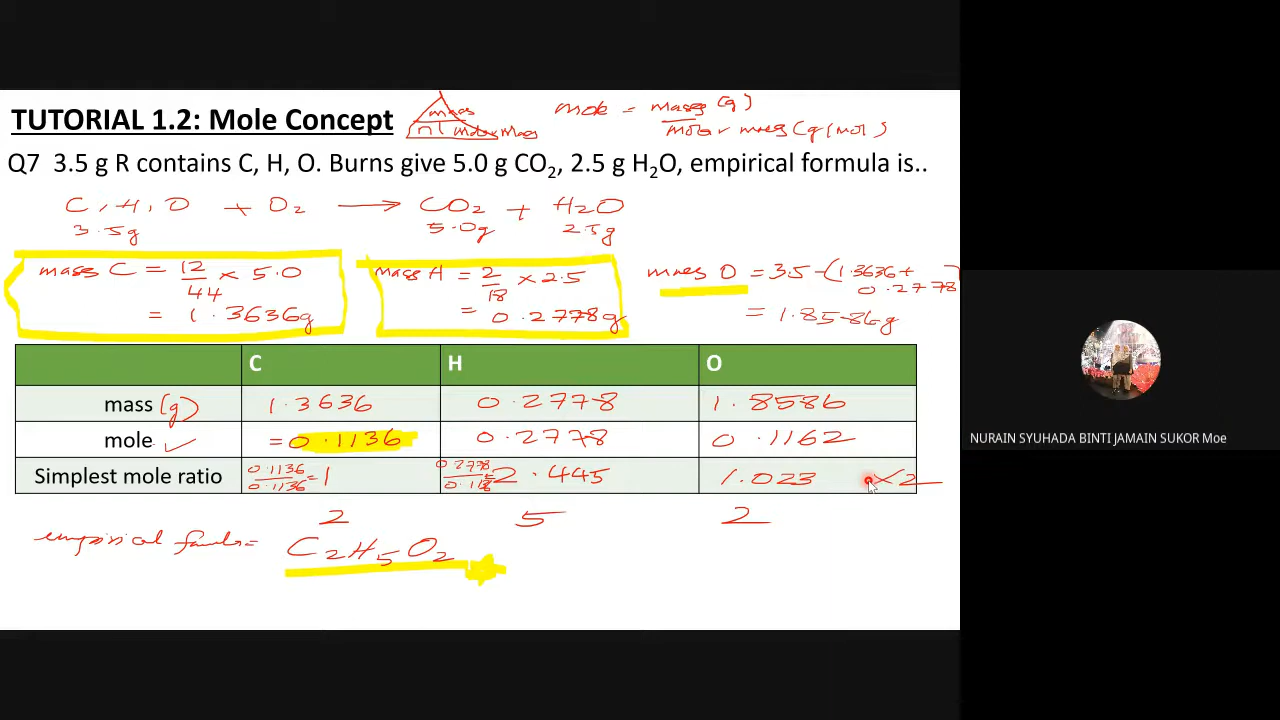 TUTORIAL 1.2: Mole Concept
mass
n molar mass
mole = mass (g)
molar mass (g/mol)
Q7 3.5 g R contains C, H, O. Burns give 5.0 g CO2, 2.5 g H2O, empirical formula is..
C, H, O + O2 → CO2 + H2O
3.5g 5.0g 2.5g
mass C = 12/44 × 5.0
= 1.3636g
mass H = 2/18 × 2.5
= 0.2778g
mass O = 3.5 - (1.3636 + 0.2778)
= 1.8586g
C H O
mass (g) 1.3636 0.2778 1.8586
mole ✓ = 0.1136 0.2778 0.1162
Simplest mole ratio 0.1136/0.1136 = 1 0.2778/ = 2.445 1.023 ×2
2 5 2
empirical formula = C2H5O2
NURAIN SYUHADA BINTI JAMAIN SUKOR Moe